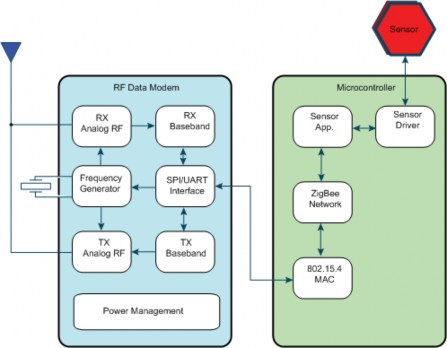 Sensor
RF Data Modem
Microcontroller
RX
Analog RF
RX
Baseband
Sensor
App.
Sensor
Driver
Frequency
Generator
SPI/UART
Interface
ZigBee
Network
TX
Analog RF
TX
Baseband
802.15.4
MAC
Power Management